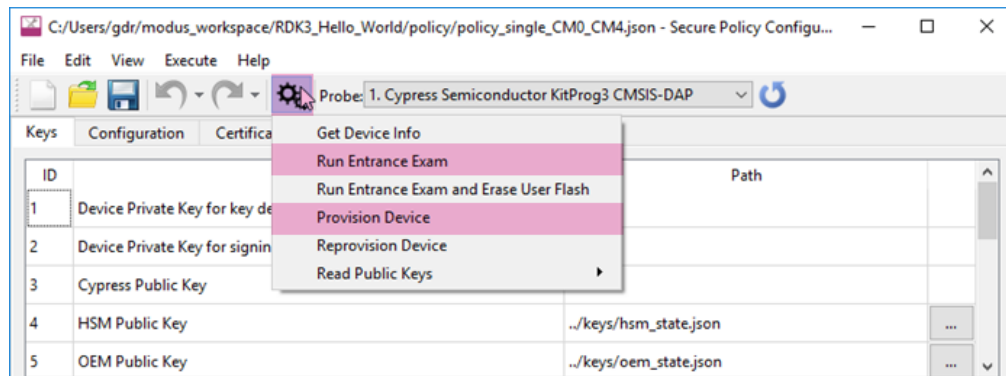 C:/Users/gdr/modus_workspace/RDK3_Hello_World/policy/policy_single_CM0_CM4.json - Secure Policy Configu...
File Edit View Execute Help
Probe: 1. Cypress Semiconductor KitProg3 CMSIS-DAP
Keys Configuration Certifica
Get Device Info
Run Entrance Exam
Run Entrance Exam and Erase User Flash
Provision Device
Reprovision Device
Read Public Keys
ID Path
1 Device Private Key for key de
2 Device Private Key for signin
3 Cypress Public Key
4 HSM Public Key ../keys/hsm_state.json ...
5 OEM Public Key ../keys/oem_state.json ...